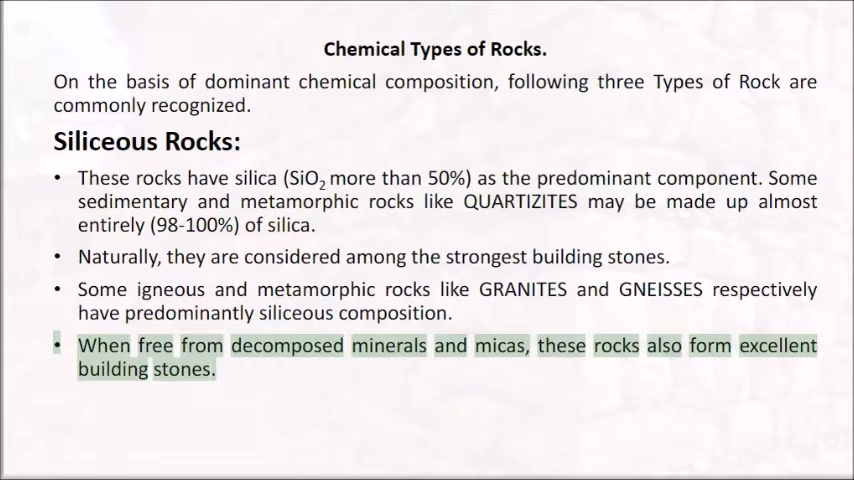 Chemical Types of Rocks.
On the basis of dominant chemical composition, following three Types of Rock are
commonly recognized.
Siliceous Rocks:
• These rocks have silica (SiO₂ more than 50%) as the predominant component. Some
sedimentary and metamorphic rocks like QUARTIZITES may be made up almost
entirely (98-100%) of silica.
• Naturally, they are considered among the strongest building stones.
• Some igneous and metamorphic rocks like GRANITES and GNEISSES respectively
have predominantly siliceous composition.
• When free from decomposed minerals and micas, these rocks also form excellent
building stones.